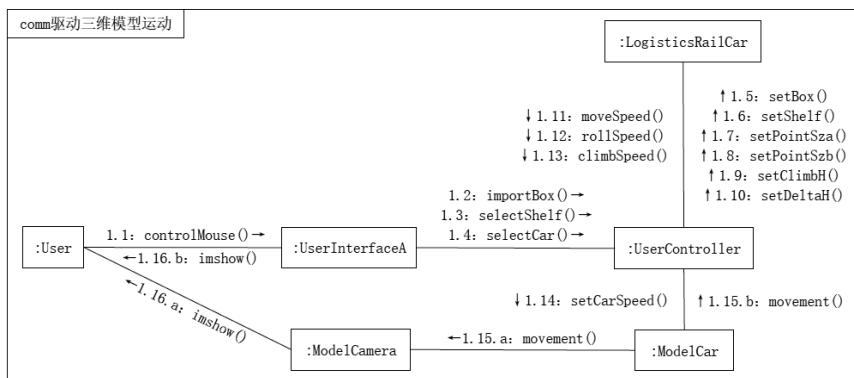 comm驱动三维模型运动
:LogisticsRailCar
↓1.11: moveSpeed()
↓1.12: rollSpeed()
↓1.13: climbSpeed()
↑1.5: setBox()
↑1.6: setShelf()
↑1.7: setPointSza()
↑1.8: setPointSzb()
↑1.9: setClimbH()
↑1.10: setDeltaH()
1.2: importBox()→
1.3: selectShelf()→
1.4: selectCar()→
1.1: controlMouse()→
:User
:UserInterfaceA
:UserController
←1.16.b: imshow()
←1.16.a: imshow()
↓1.14: setCarSpeed()
↑1.15.b: movement()
:ModelCamera
←1.15.a: movement()
:ModelCar